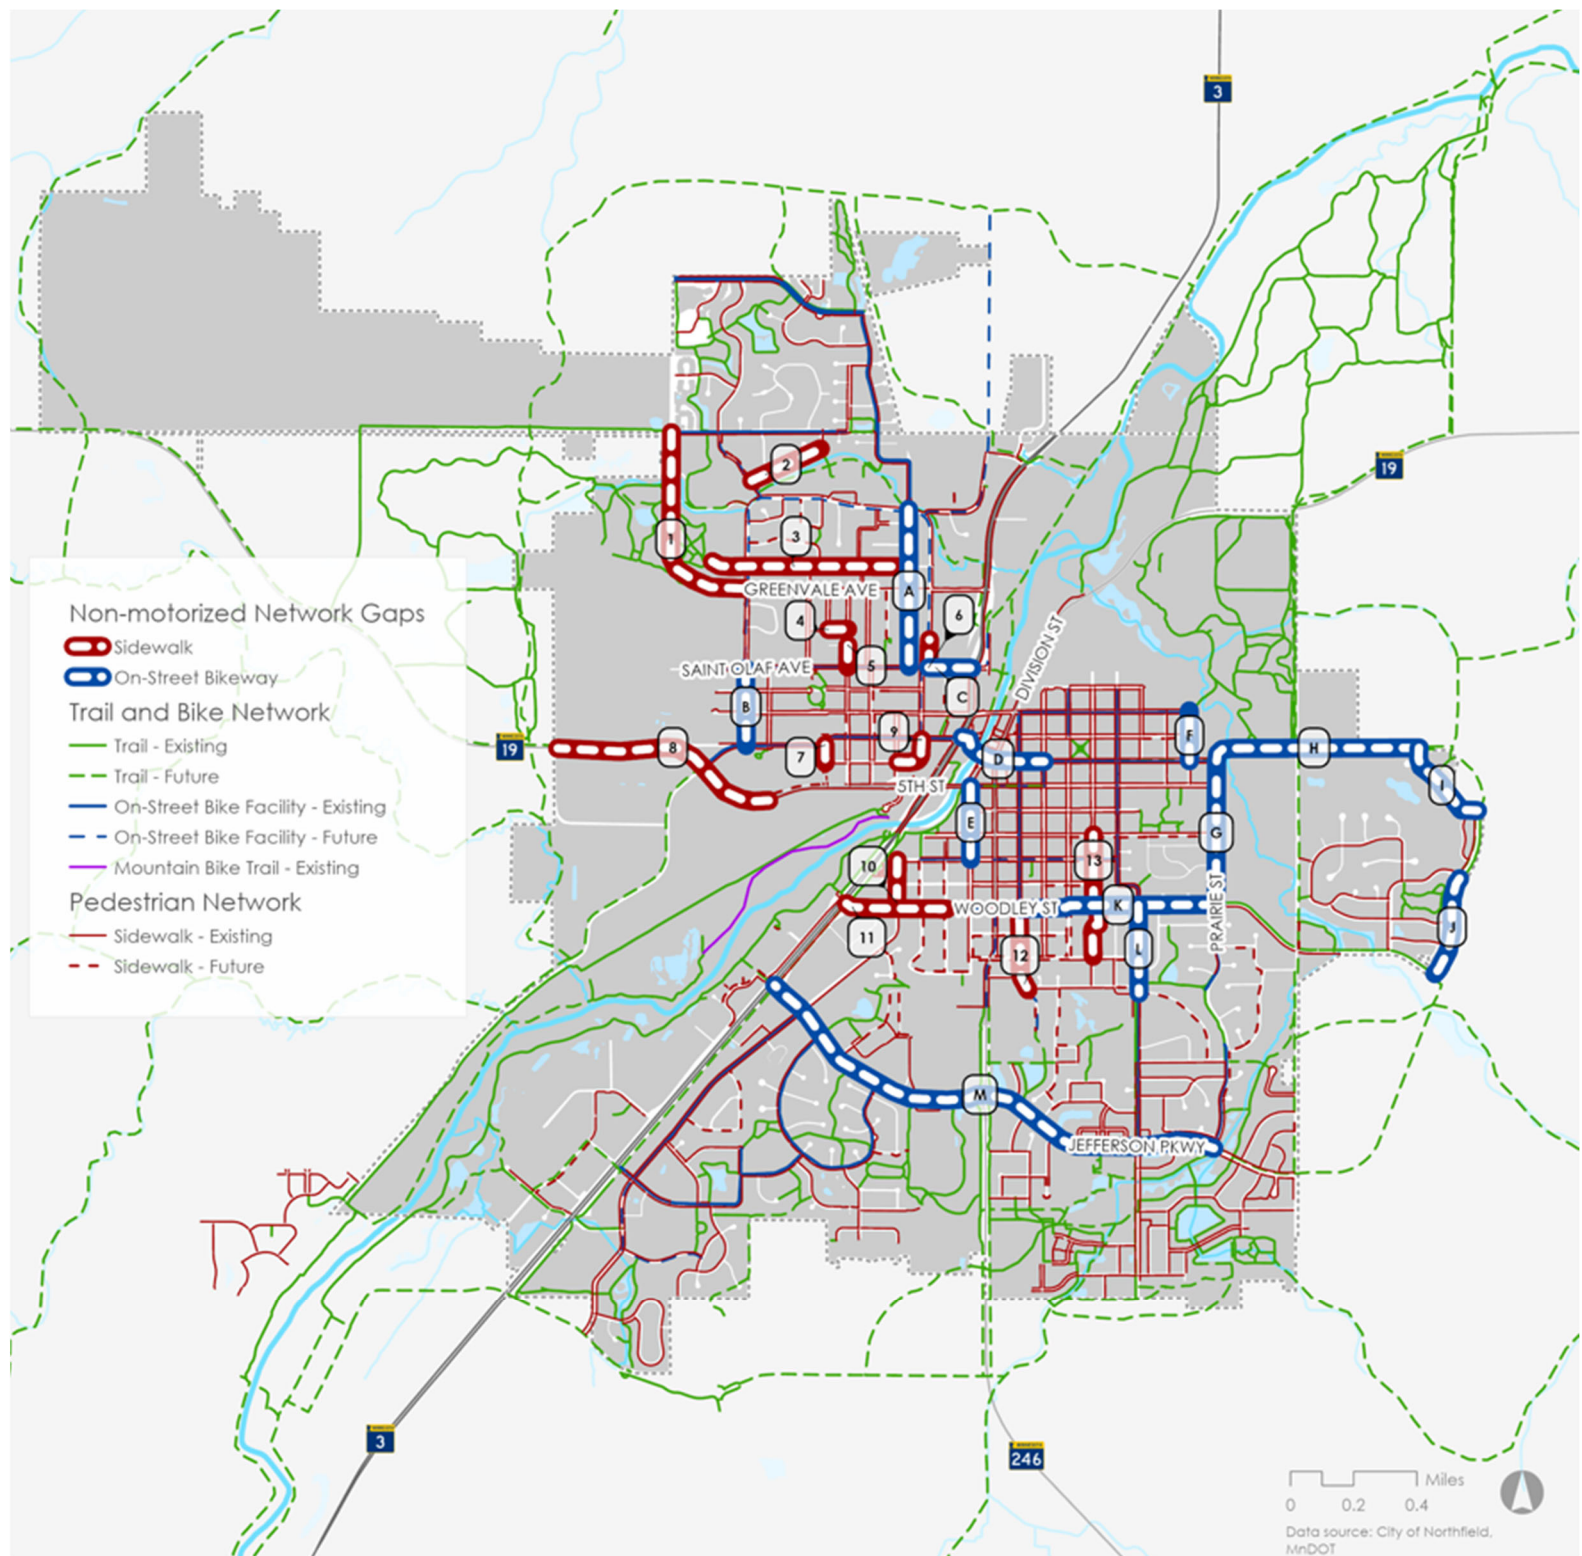 3
19
2
1
3
GREENVALE AVE
A
4
6
5
SAINT OLAF AVE
DIVISION ST
C
B
Non-motorized Network Gaps
Sidewalk
On-Street Bikeway
Trail and Bike Network
Trail - Existing
Trail - Future
On-Street Bike Facility - Existing
On-Street Bike Facility - Future
Mountain Bike Trail - Existing
Pedestrian Network
Sidewalk - Existing
Sidewalk - Future
19
8
7
9
D
F
H
I
5TH ST
E
G
10
13
WOODLEY ST
K
PRAIRIE ST
J
11
12
L
M
JEFFERSON PKWY
3
246
Miles
0 0.2 0.4
Data source: City of Northfield,
MnDOT